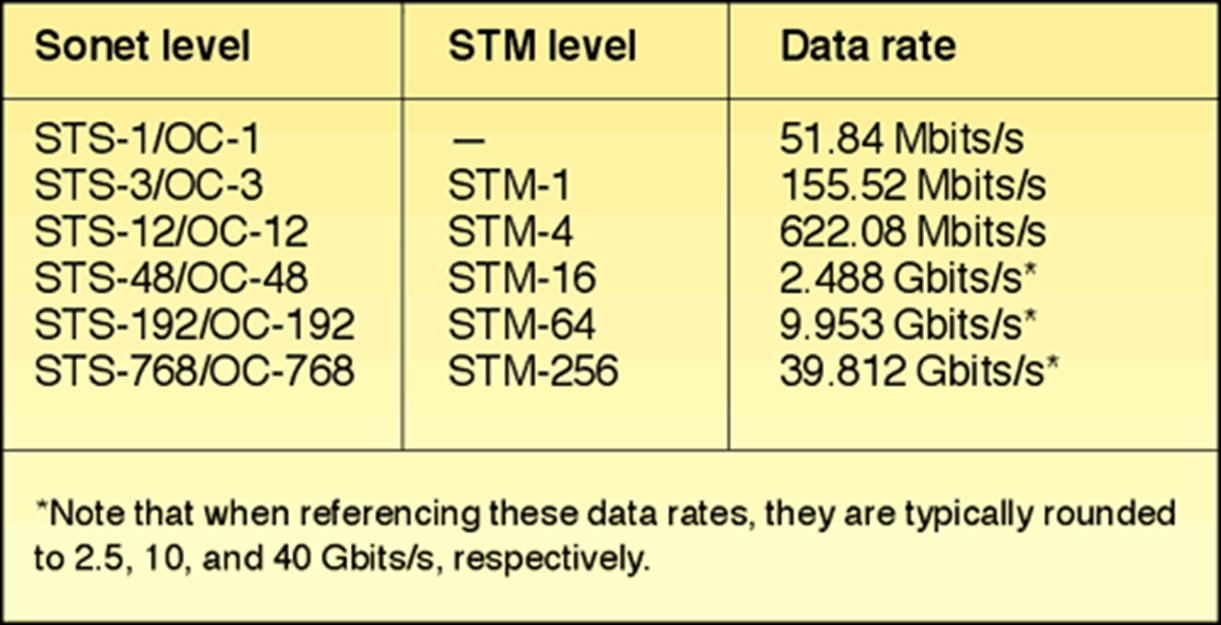 Sonet level STM level Data rate
STS-1/OC-1 — 51.84 Mbits/s
STS-3/OC-3 STM-1 155.52 Mbits/s
STS-12/OC-12 STM-4 622.08 Mbits/s
STS-48/OC-48 STM-16 2.488 Gbits/s*
STS-192/OC-192 STM-64 9.953 Gbits/s*
STS-768/OC-768 STM-256 39.812 Gbits/s*
*Note that when referencing these data rates, they are typically rounded
to 2.5, 10, and 40 Gbits/s, respectively.